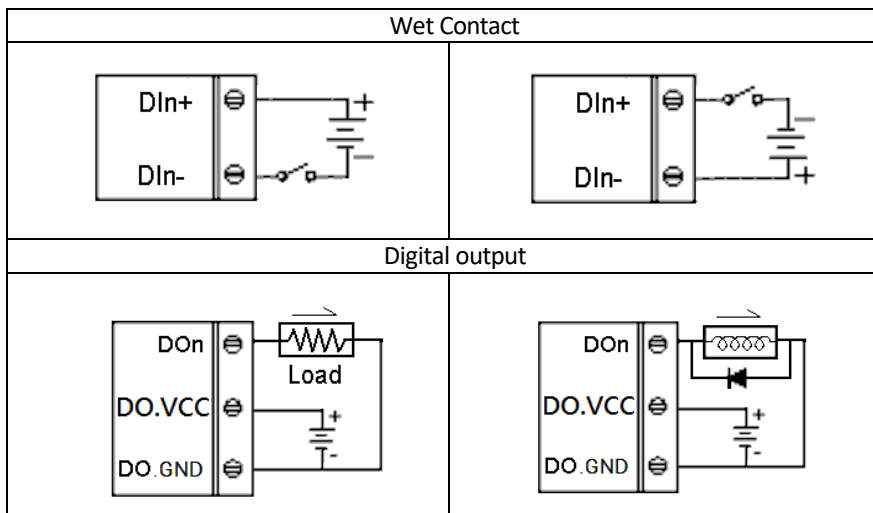 Wet Contact
DIn+
+
−
DIn-
DIn+
−
DIn-
+
Digital output
DOn
Load
DO.VCC
+
-
DO.GND
DOn
DO.VCC
+
-
DO.GND